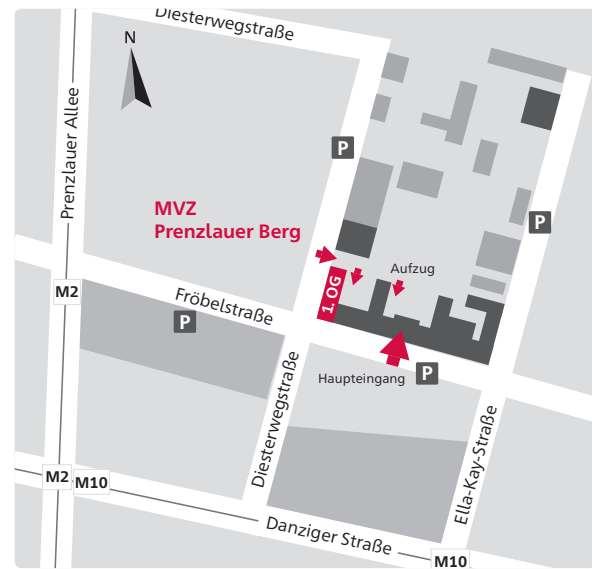 Diesterwegstraße
N
Prenzlauer Allee
P
MVZ
Prenzlauer Berg
P
Aufzug
M2
Fröbelstraße
1. OG
P
Haupteingang
P
Diesterwegstraße
Ella-Kay-Straße
M2
M10
Danziger Straße
M10